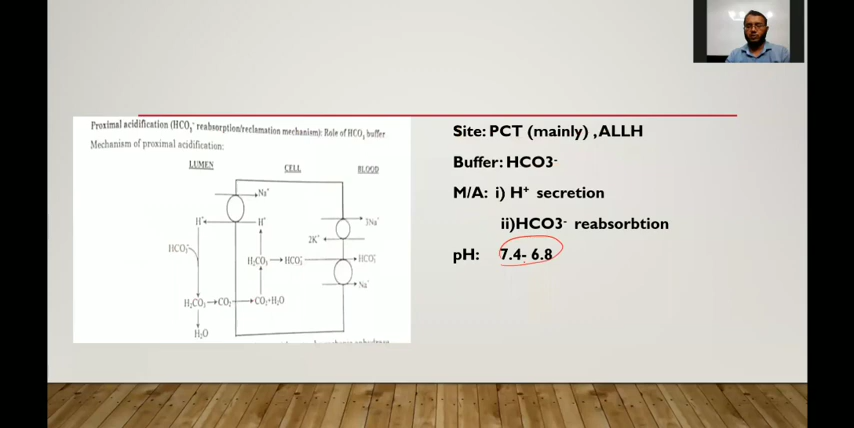 Proximal acidification (HCO3⁻ reabsorption/reclamation mechanism): Role of HCO3 buffer
Mechanism of proximal acidification:
LUMEN CELL BLOOD
Na⁺
H⁺ H⁻ 3Na⁺
2K⁺
HCO3⁻ H2CO3 → HCO3⁻ → HCO3⁻
Na⁺
H2CO3 → CO2 → CO2+H2O
H2O
Site: PCT (mainly) ,ALLH
Buffer: HCO3⁻
M/A: i) H⁺ secretion
ii)HCO3⁻ reabsorbtion
pH: 7.4- 6.8